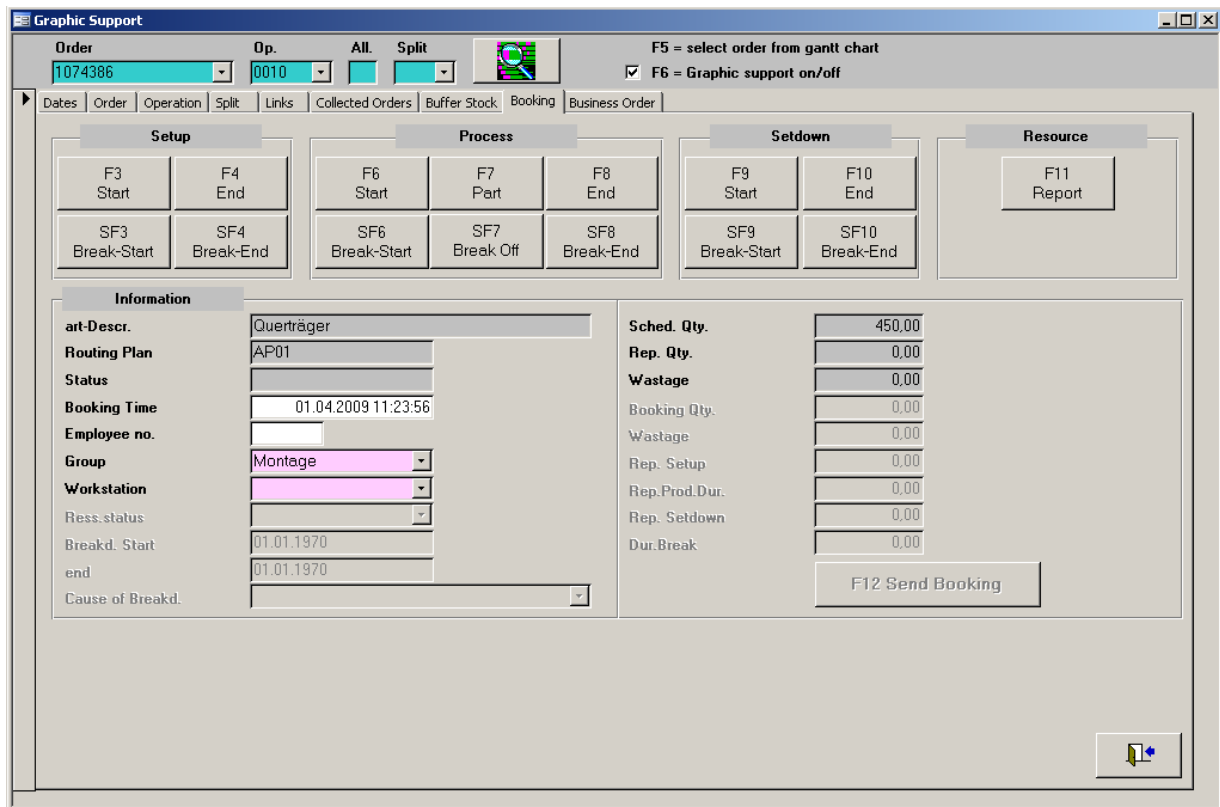 Graphic Support
Order Op. All. Split F5 = select order from gantt chart
1074386 0010 F6 = Graphic support on/off
Dates Order Operation Split Links Collected Orders Buffer Stock Booking Business Order
Setup Process Setdown Resource
F3 F4 F6 F7 F8 F9 F10 F11
Start End Start Part End Start End Report
SF3 SF4 SF6 SF7 SF8 SF9 SF10
Break-Start Break-End Break-Start Break Off Break-End Break-Start Break-End
Information
art-Descr. Querträger Sched. Qty. 450,00
Routing Plan AP01 Rep. Qty. 0,00
Status Wastage 0,00
Booking Time 01.04.2009 11:23:56 Booking Qty. 0,00
Employee no. Wastage 0,00
Group Montage Rep. Setup 0,00
Workstation Rep.Prod.Dur. 0,00
Ress.status Rep. Setdown 0,00
Breakd. Start 01.01.1970 Dur.Break 0,00
end 01.01.1970 F12 Send Booking
Cause of Breakd.